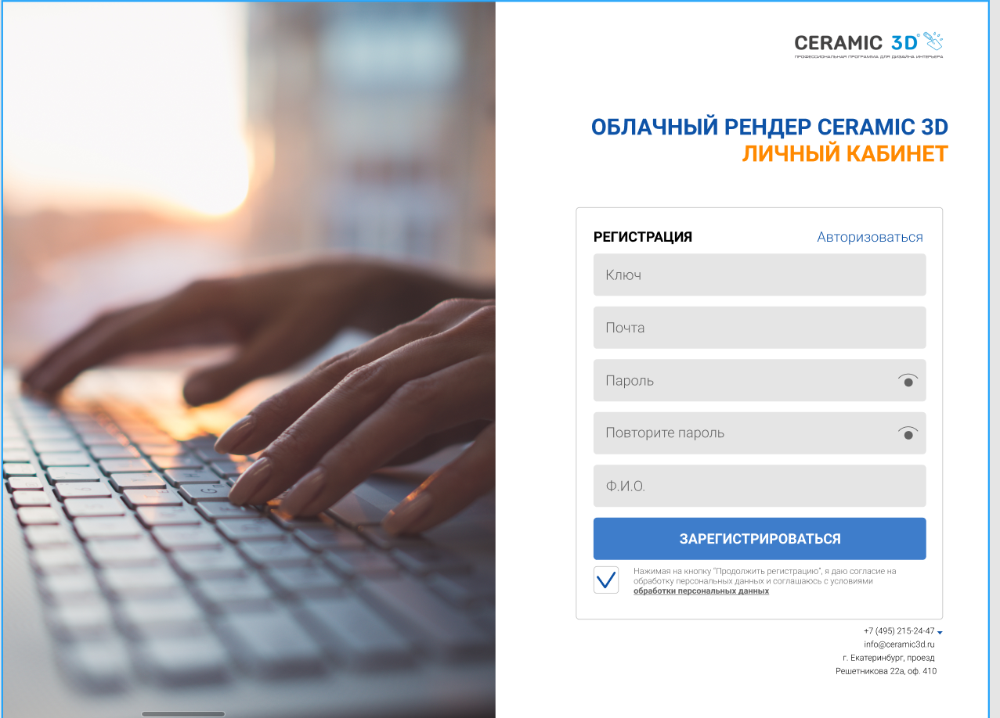 CERAMIC 3D
ПРОФЕССИОНАЛЬНАЯ ПРОГРАММА ДЛЯ ДИЗАЙНА ИНТЕРЬЕРА
ОБЛАЧНЫЙ РЕНДЕР CERAMIC 3D
ЛИЧНЫЙ КАБИНЕТ
РЕГИСТРАЦИЯ
Авторизоваться
Ключ
Почта
Пароль
Повторите пароль
Ф.И.О.
ЗАРЕГИСТРИРОВАТЬСЯ
Нажимая на кнопку "Продолжить регистрацию", я даю согласие на
обработку персональных данных и соглашаюсь с условиями
обработки персональных данных
+7 (495) 215-24-47
info@ceramic3d.ru
г. Екатеринбург, проезд
Решетникова 22а, оф. 410